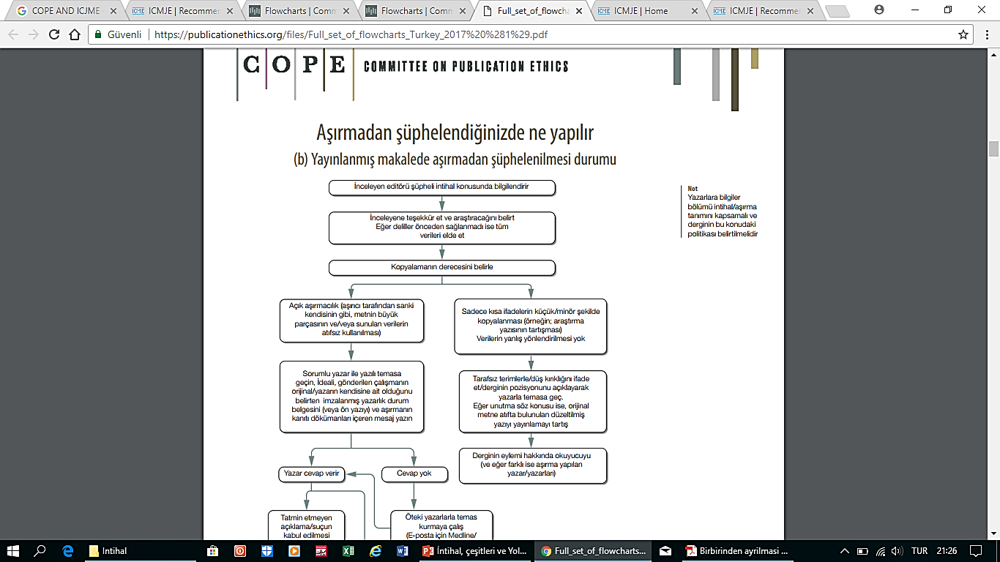 COPE AND ICJME -
ICMJE | Recommen
Flowcharts | Comm
Flowcharts | Comm
Full_set_of_flowcha
ICMJE | Home
ICMJE | Recommen
Güvenli
https://publicationethics.org/files/Full_set_of_flowcharts_Turkey_2017%20%281%29.pdf
COPE COMMITTEE ON PUBLICATION ETHICS
Aşırmadan şüphelendiğinizde ne yapılır
(b) Yayınlanmış makalede aşırmadan şüphelenilmesi durumu
İnceleyen editörü şüpheli intihal konusunda bilgilendirir
İnceleyene teşekkür et ve araştıracağını belirt
Eğer deliller önceden sağlanmadı ise tüm
verileri elde et
Kopyalamanın derecesini belirle
Not
Yazarlara bilgiler
bölümü intihal/aşırma
tanımını kapsamalı ve
derginin bu konudaki
politikası belirtilmelidir
Açık aşırmacılık (aşırıcı tarafından sanki
kendisinin gibi, metnin büyük
parçasının ve/veya sunulan verilerin
atıfsız kullanılması)
Sadece kısa ifadelerin küçük/minör şekilde
kopyalanması (örneğin; araştırma
yazısının tartışması)
Verilerin yanlış yönlendirilmesi yok
Sorumlu yazar ile yazılı temasa
geçin, İdeali, gönderilen çalışmanın
orijinal/yazarın kendisine ait olduğunu
belirten imzalanmış yazarlık durum
belgesini (veya ön yazıyı) ve aşırmanın
kanıtı dökümanları içeren mesaj yazın
Tarafsız terimlerle/düş kırıklığını ifade
et/derginin pozisyonunu açıklayarak
yazarla temasa geç.
Eğer unutma söz konusu ise, orijinal
metne atıfta bulunulan düzeltilmiş
yazıyı yayınlamayı tartış
Derginin eylemi hakkında okuyucuyu
(ve eğer farklı ise aşırma yapılan
yazar/yazarları)
Yazar cevap verir
Cevap yok
Tatmin etmeyen
açıklama/suçun
kabul edilmesi
Öteki yazarlarla temas
kurmaya çalış
(E-posta için Medline/
Intihal
İntihal, çeşitleri ve Yol...
Full_set_of_flowcharts...
Birbirinden ayrilmasi ...
TUR
21:26